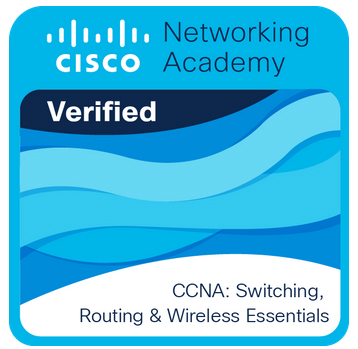 Networking
CISCO Academy
Verified
CCNA: Switching,
Routing & Wireless Essentials